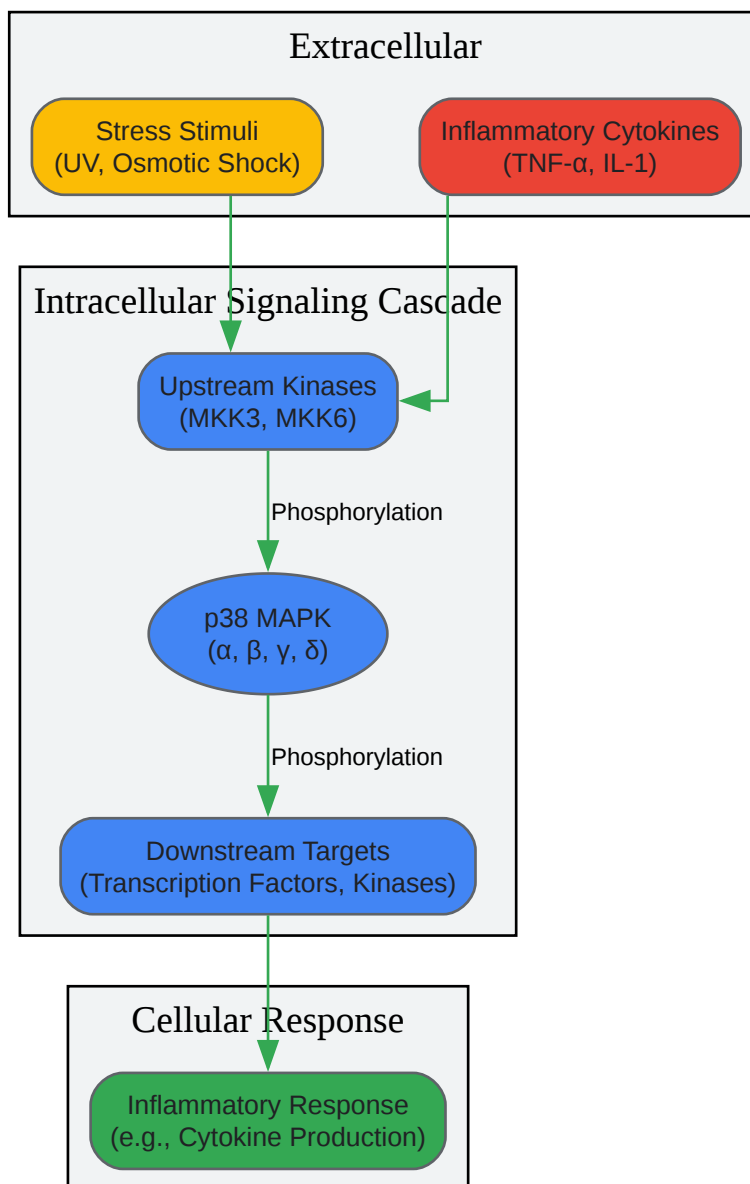 Extracellular
Stress Stimuli
(UV, Osmotic Shock)
Inflammatory Cytokines
(TNF-α, IL-1)
Intracellular Signaling Cascade
Upstream Kinases
(MKK3, MKK6)
Phosphorylation
p38 MAPK
(α, β, γ, δ)
Phosphorylation
Downstream Targets
(Transcription Factors, Kinases)
Cellular Response
Inflammatory Response
(e.g., Cytokine Production)